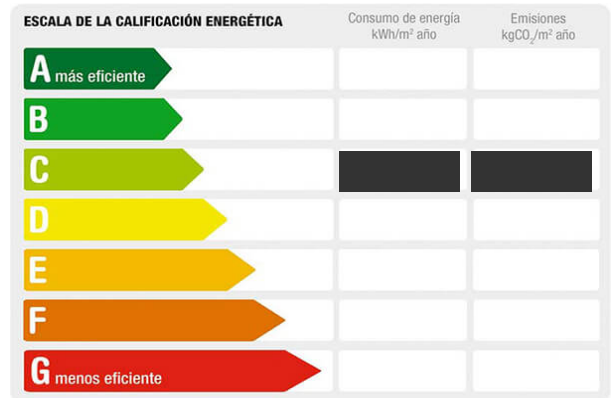 ESCALA DE LA CALIFICACIÓN ENERGÉTICA
Consumo de energía
kWh/m² año
Emisiones
kgCO₂/m² año
A más eficiente
B
C
D
E
F
G menos eficiente